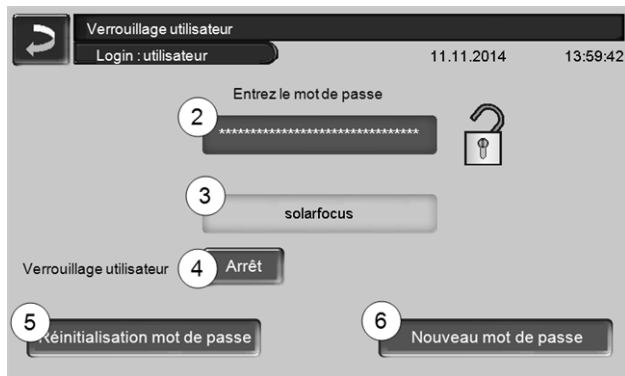 Verrouillage utilisateur
Login : utilisateur
11.11.2014 13:59:42
Entrez le mot de passe
2
********************************
3
solarfocus
Verrouillage utilisateur 4 Arrêt
5
Réinitialisation mot de passe
6
Nouveau mot de passe